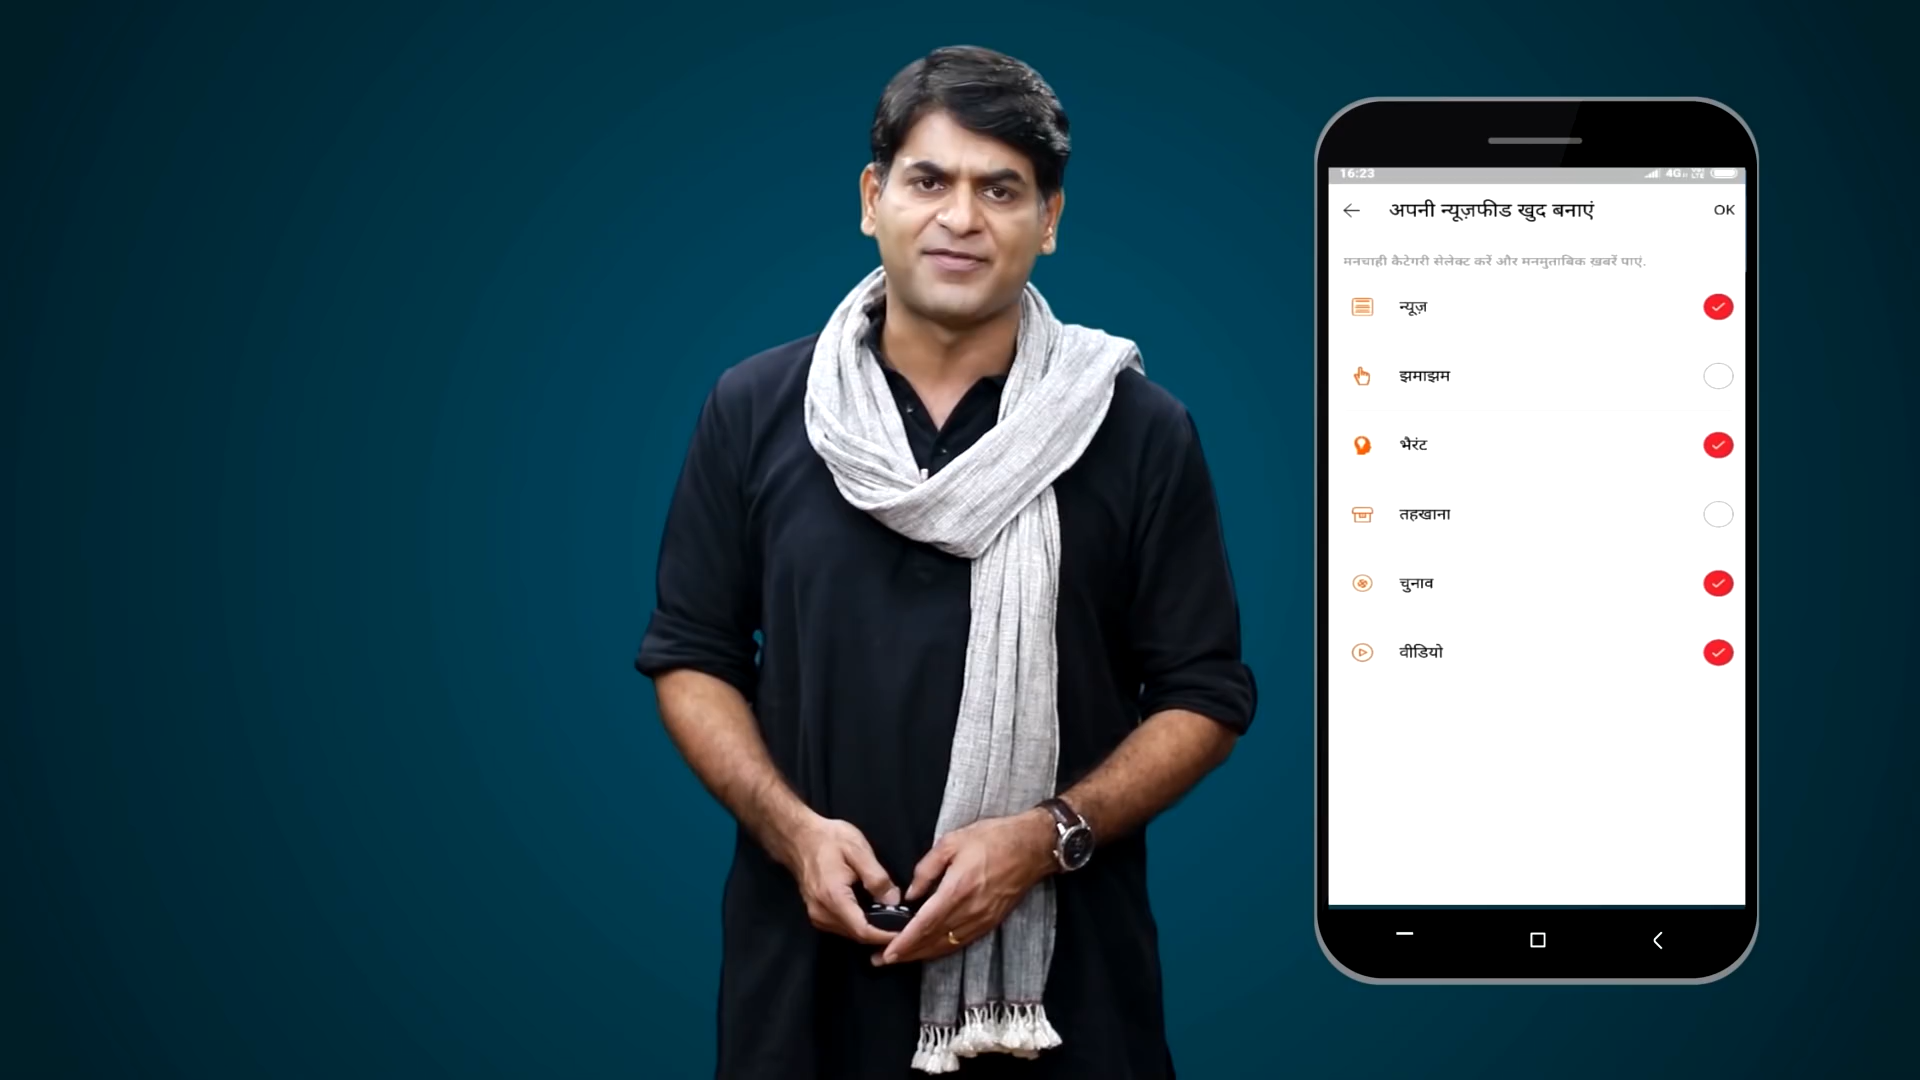 16:23 4G
अपनी न्यूज़फीड खुद बनाएं OK
मनचाही कैटेगरी सेलेक्ट करें और मनमुताबिक ख़बरें पाएं.
न्यूज़
झमाझम
भैरंट
तहखाना
चुनाव
वीडियो